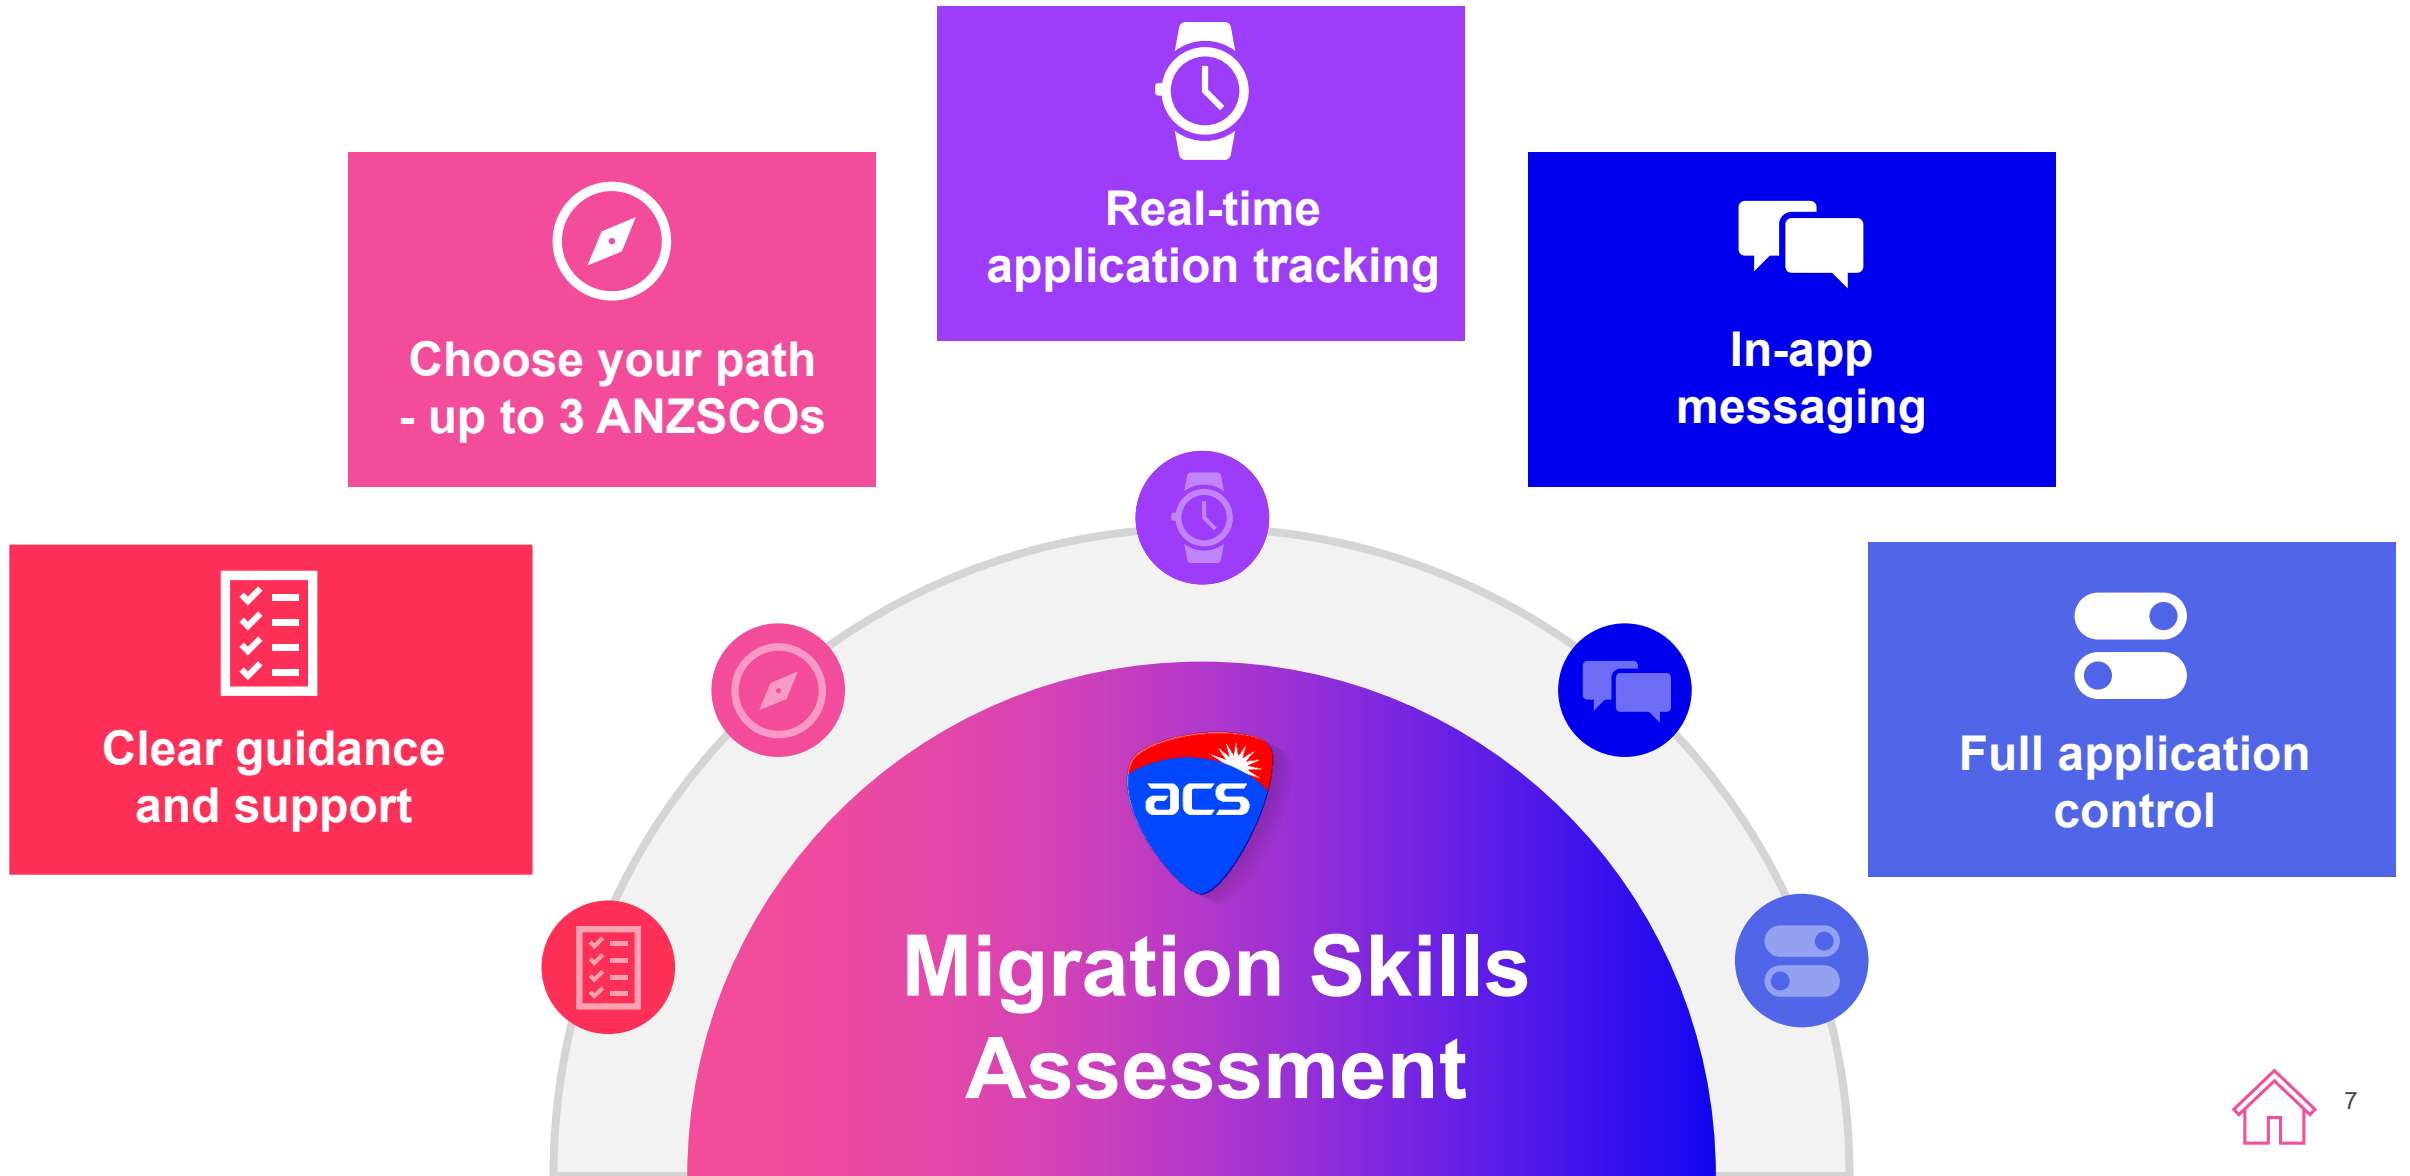 Real-time
application tracking
Choose your path
- up to 3 ANZSCOs
In-app
messaging
Clear guidance
and support
Full application
control
acs
Migration Skills
Assessment
7